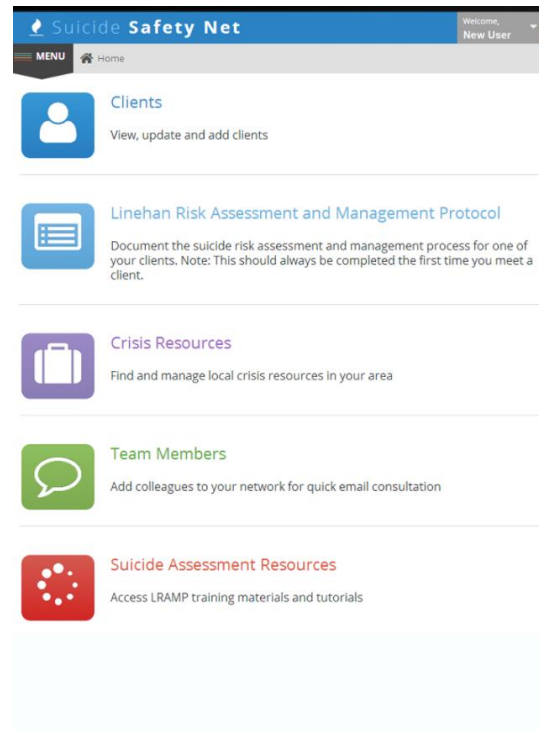 Suicide Safety Net
Welcome,
New User
MENU
Home
Clients
View, update and add clients
Linehan Risk Assessment and Management Protocol
Document the suicide risk assessment and management process for one of
your clients. Note: This should always be completed the first time you meet a
client.
Crisis Resources
Find and manage local crisis resources in your area
Team Members
Add colleagues to your network for quick email consultation
Suicide Assessment Resources
Access LRAMP training materials and tutorials